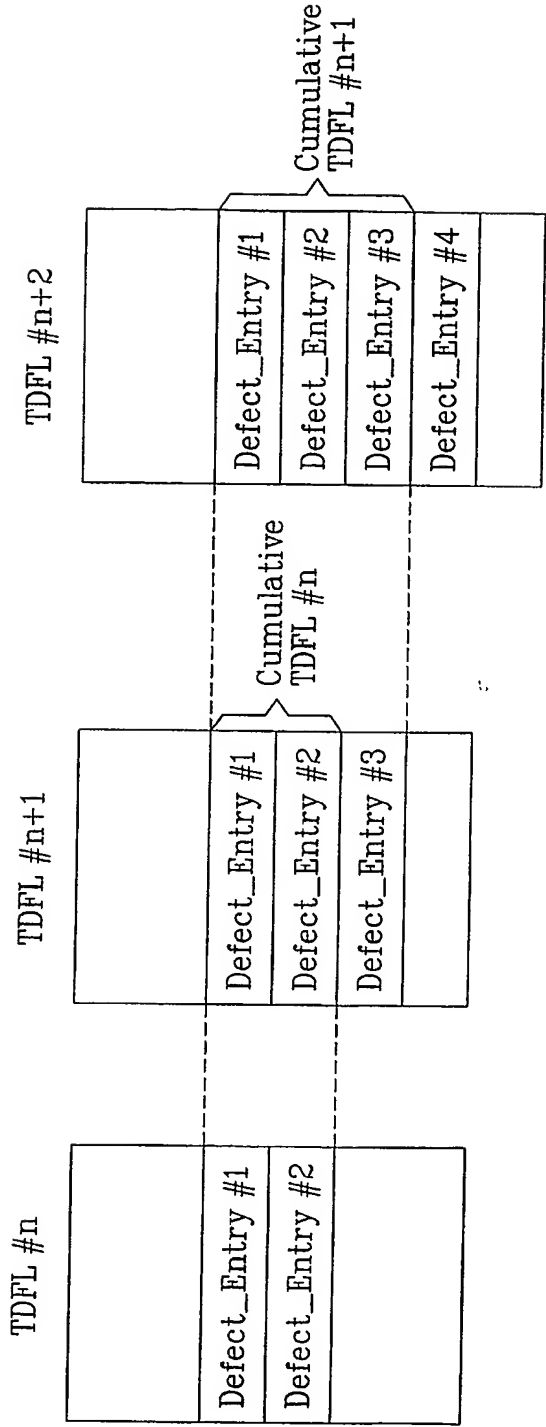 TDFL #n
Defect_Entry #1
Defect_Entry #2
TDFL #n+1
Defect_Entry #1
Defect_Entry #2
Defect_Entry #3
Cumulative
TDFL #n
TDFL #n+2
Defect_Entry #1
Defect_Entry #2
Defect_Entry #3
Defect_Entry #4
Cumulative
TDFL #n+1